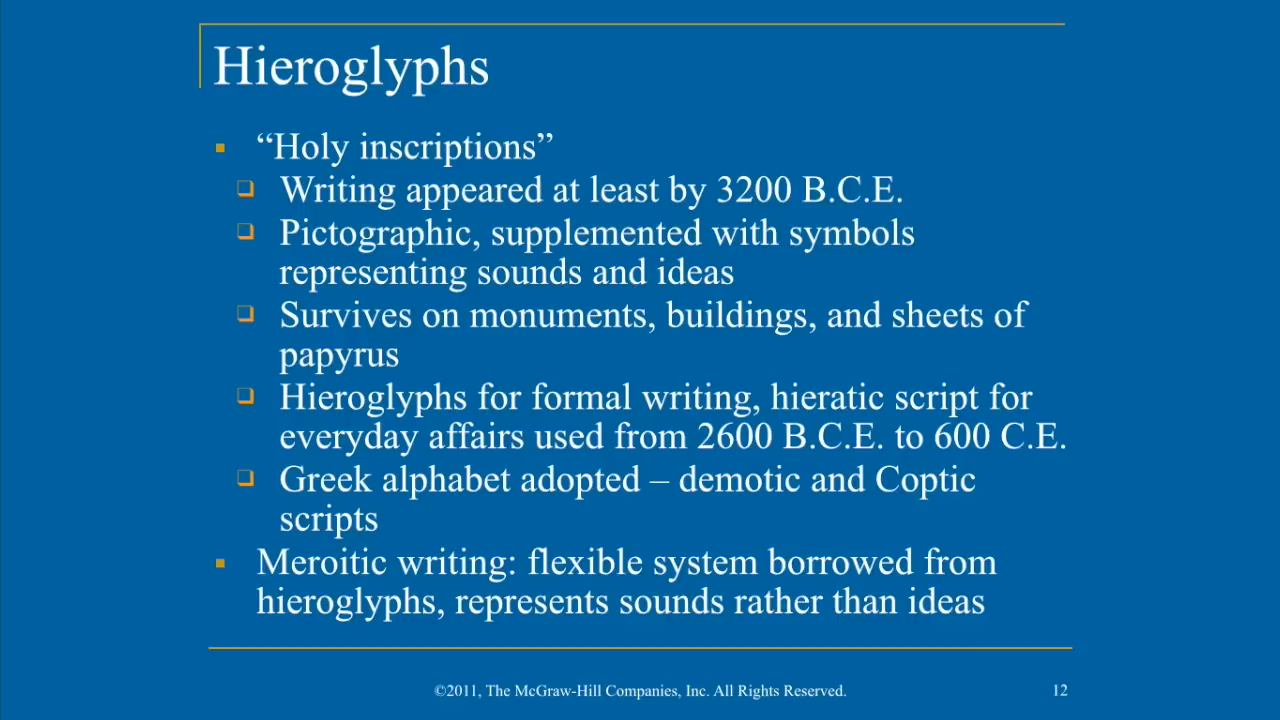 Hieroglyphs
“Holy inscriptions”
Writing appeared at least by 3200 B.C.E.
Pictographic, supplemented with symbols
representing sounds and ideas
Survives on monuments, buildings, and sheets of
papyrus
Hieroglyphs for formal writing, hieratic script for
everyday affairs used from 2600 B.C.E. to 600 C.E.
Greek alphabet adopted – demotic and Coptic
scripts
Meroitic writing: flexible system borrowed from
hieroglyphs, represents sounds rather than ideas
©2011, The McGraw-Hill Companies, Inc. All Rights Reserved.
12